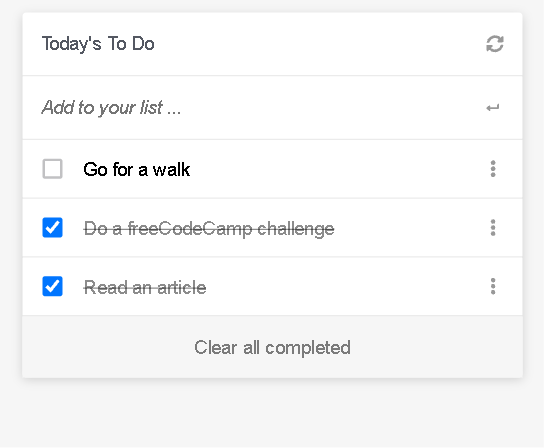 Today's To Do
Add to your list ...
Go for a walk
Do a freeCodeCamp challenge
Read an article
Clear all completed